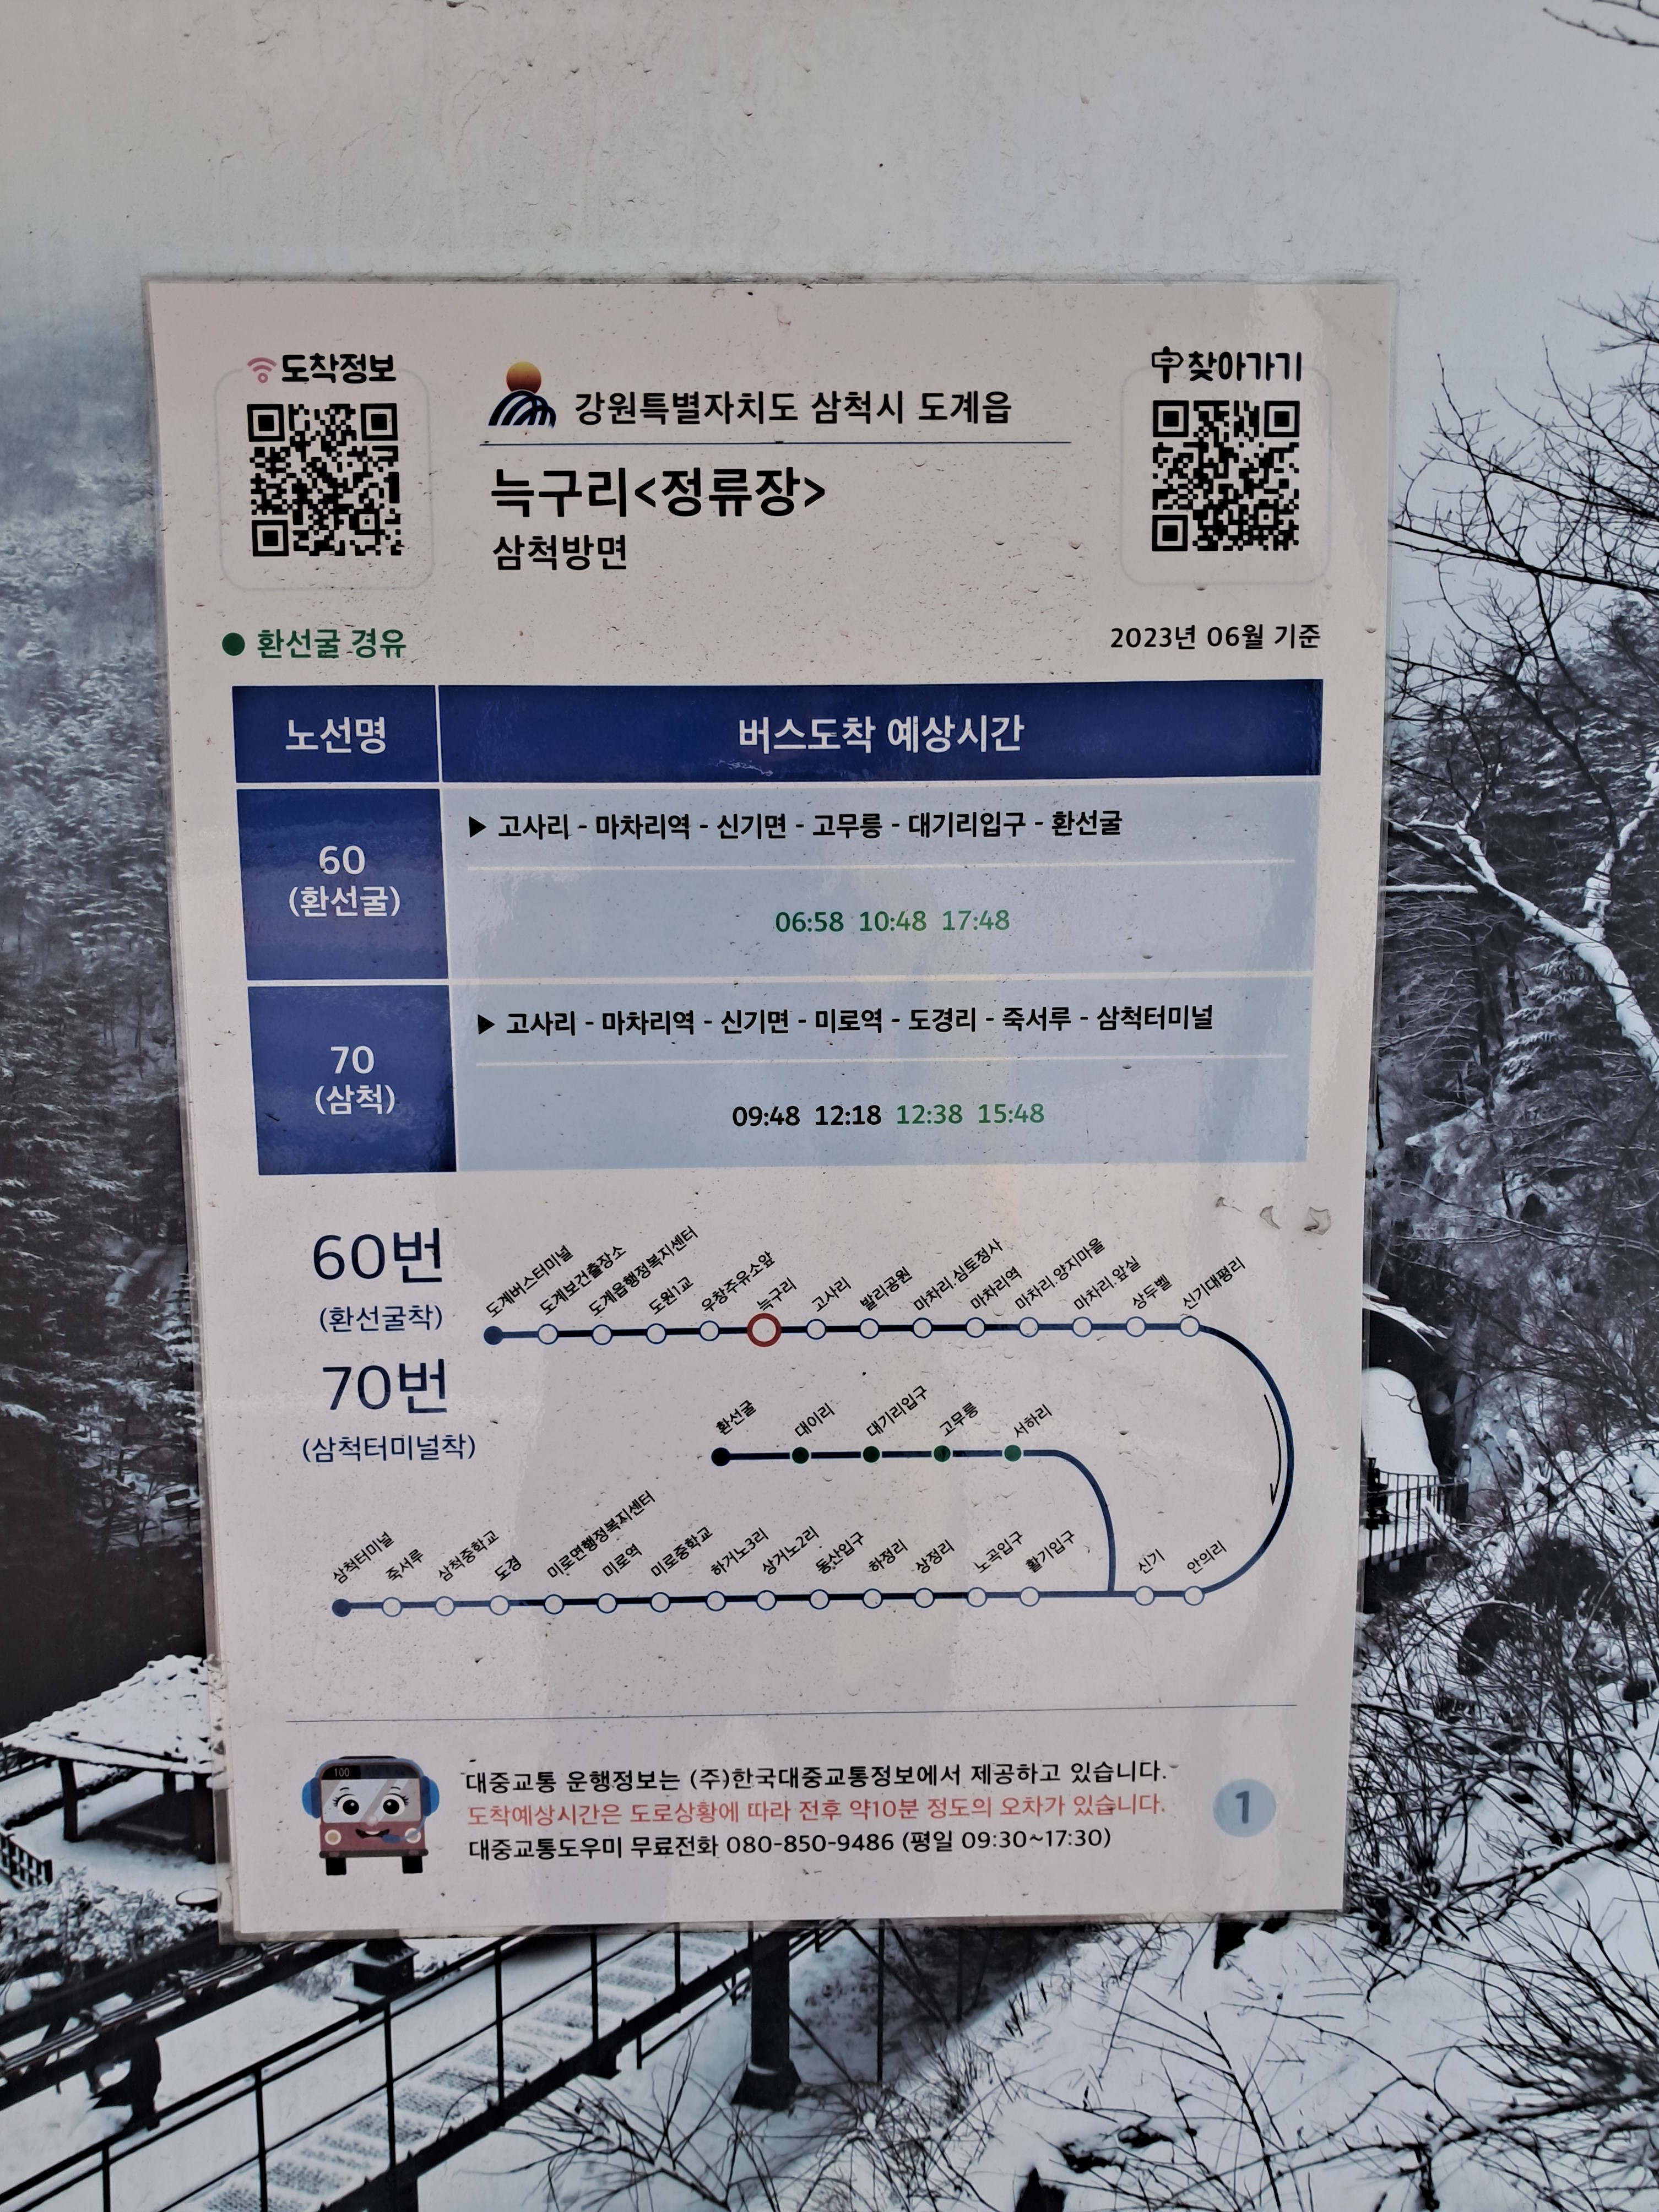 도착정보
강원특별자치도 삼척시 도계읍
찾아가기
늑구리<정류장>
삼척방면
환선굴 경유
2023년 06월 기준
노선명
버스도착 예상시간
60
(환선굴)
▶ 고사리 - 마차리역 - 신기면 - 고무릉 - 대기리입구 - 환선굴
06:58 10:48 17:48
70
(삼척)
▶ 고사리 - 마차리역 - 신기면 - 미로역 - 도경리 - 죽서루 - 삼척터미널
09:48 12:18 12:38 15:48
60번
(환선굴착)
70번
(삼척터미널착)
도계버스터미널
도계보건출장소
도계읍행정복지센터
도원1교
우창주유소앞
늑구리
고사리
발리공원
마차리.심토정사
마차리역
마차리.양지마을
마차리.앞실
상두벨
신기대평리
환선굴
대이리
대기리입구
고무릉
서하리
삼척터미널
죽서루
삼척중학교
도경
미로면행정복지센터
미로역
미로중학교
하거노3리
상거노2리
동산입구
하정리
상정리
노곡입구
활기입구
신기
안의리
100
대중교통 운행정보는 (주)한국대중교통정보에서 제공하고 있습니다.
도착예상시간은 도로상황에 따라 전후 약10분 정도의 오차가 있습니다.
대중교통도우미 무료전화 080-850-9486 (평일 09:30~17:30)
1